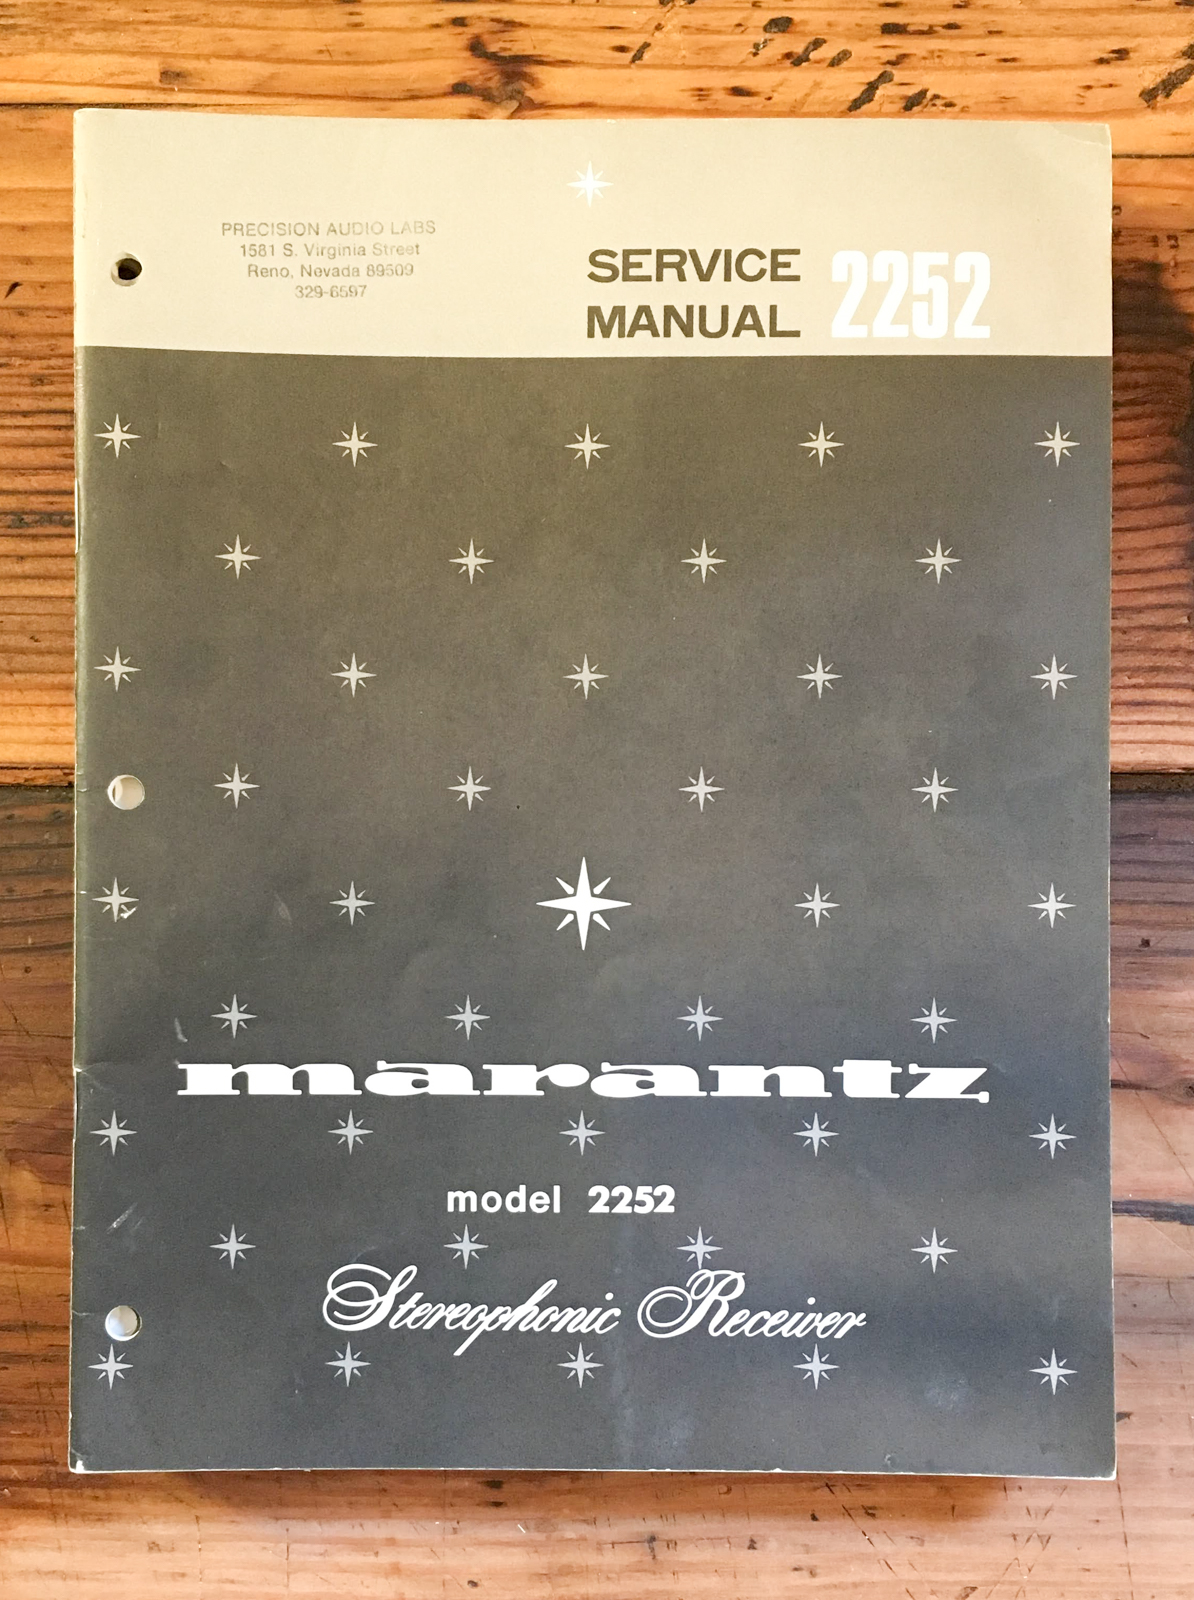 PRECISION AUDIO LABS
1581 S. Virginia Street
Reno, Nevada 89509
329-6597
SERVICE
MANUAL 2252
marantz
model 2252
Stereophonic Receiver